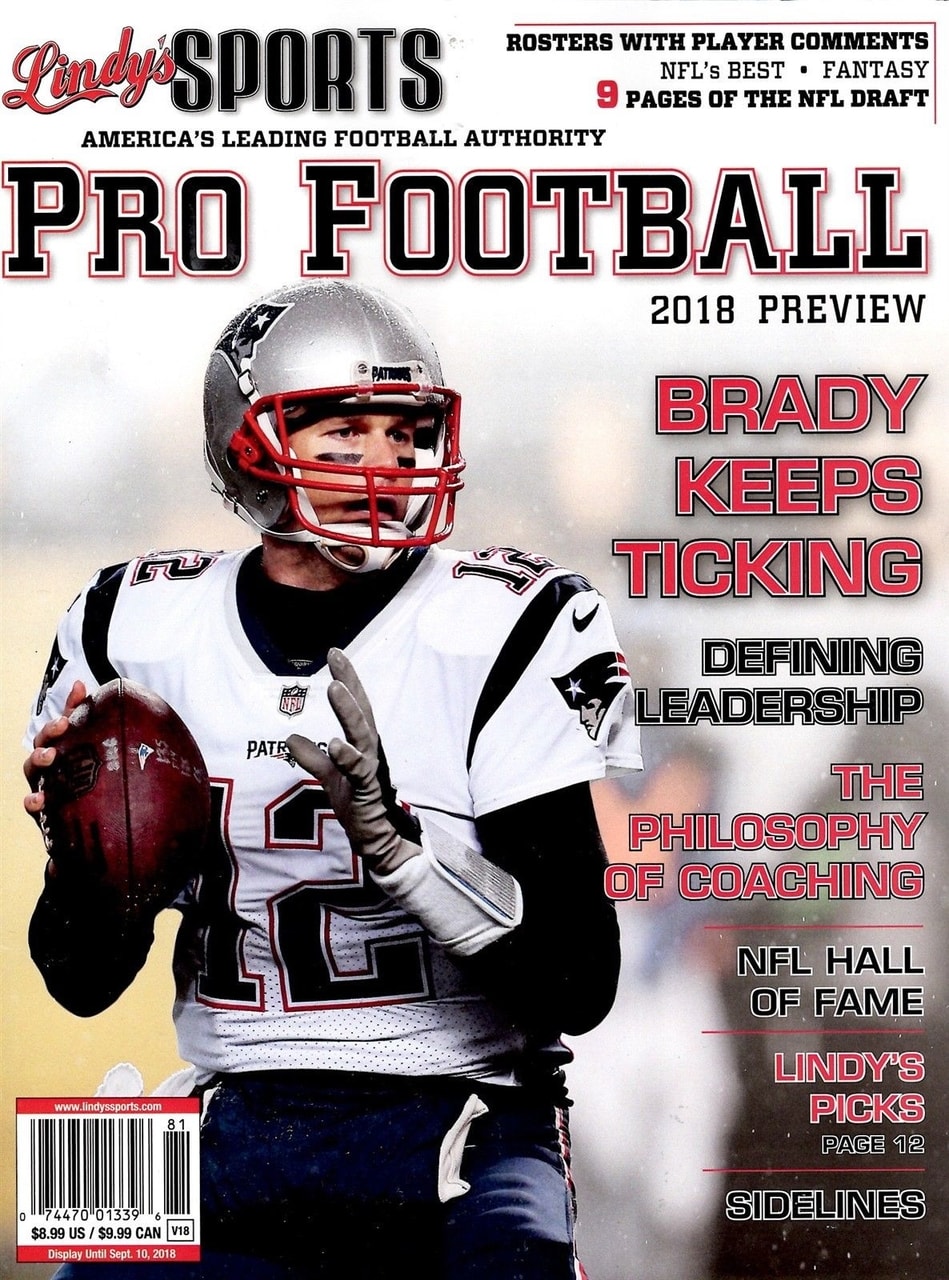 Lindy's SPORTS
ROSTERS WITH PLAYER COMMENTS
NFL's BEST • FANTASY
9 PAGES OF THE NFL DRAFT
AMERICA'S LEADING FOOTBALL AUTHORITY
PRO FOOTBALL
2018 PREVIEW
PATRIOTS
BRADY
KEEPS
TICKING
12
12
DEFINING
LEADERSHIP
NFL
PATR
12
THE
PHILOSOPHY
OF COACHING
NFL HALL
OF FAME
LINDY'S
PICKS
PAGE 12
SIDELINES
www.lindyssports.com
81
0 74470 01339 6
$8.99 US / $9.99 CAN V18
Display Until Sept. 10, 2018